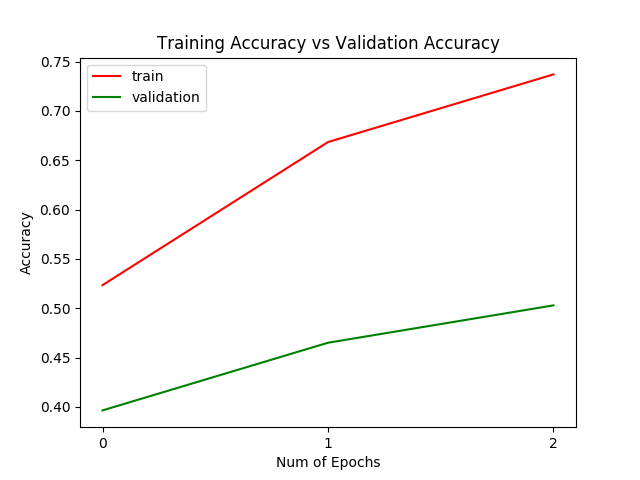 Training Accuracy vs Validation Accuracy
train
validation
0.75
0.70
0.65
0.60
0.55
0.50
0.45
0.40
Accuracy
0 1 2
Num of Epochs